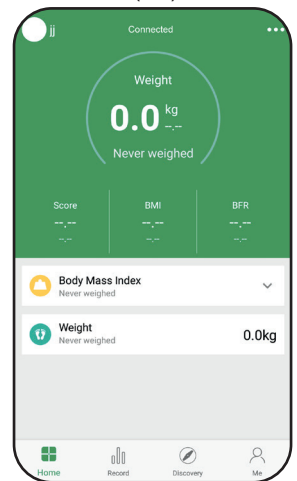 jj
Connected
Weight
0.0 kg
--.--
Never weighed
Score
BMI
BFR
--.--
--.--
--.--
--.--
--.--
--.--
Body Mass Index
Never weighed
Weight
Never weighed
0.0kg
Home
Record
Discovery
Me